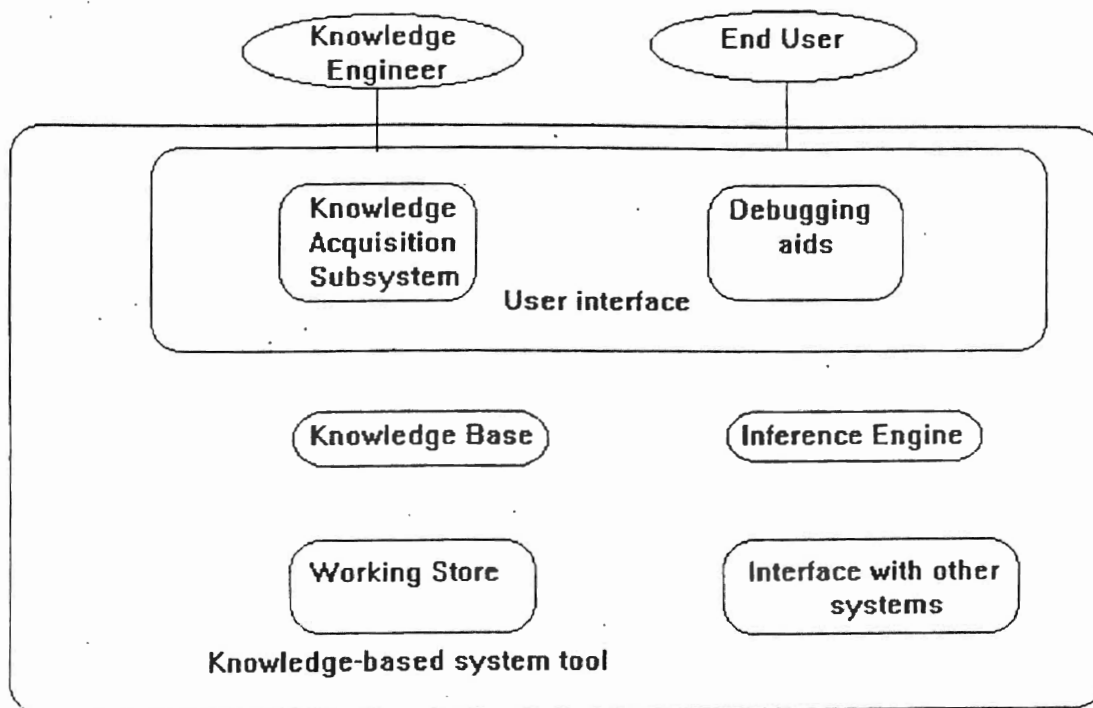 Knowledge
Engineer
End User
Knowledge
Acquisition
Subsystem
Debugging
aids
User interface
Knowledge Base
Inference Engine
Working Store
Interface with other
systems
Knowledge-based system tool